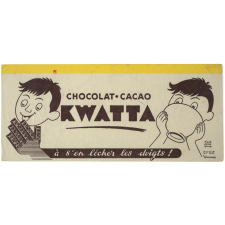 CHOCOLAT • CACAO
KWATTA
à s'en lécher les doigts !